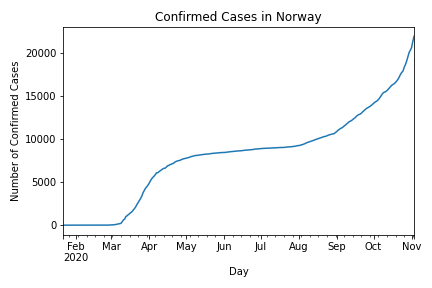 Confirmed Cases in Norway
Number of Confirmed Cases
20000
15000
10000
5000
0
Feb Mar Apr May Jun Jul Aug Sep Oct Nov
2020
Day